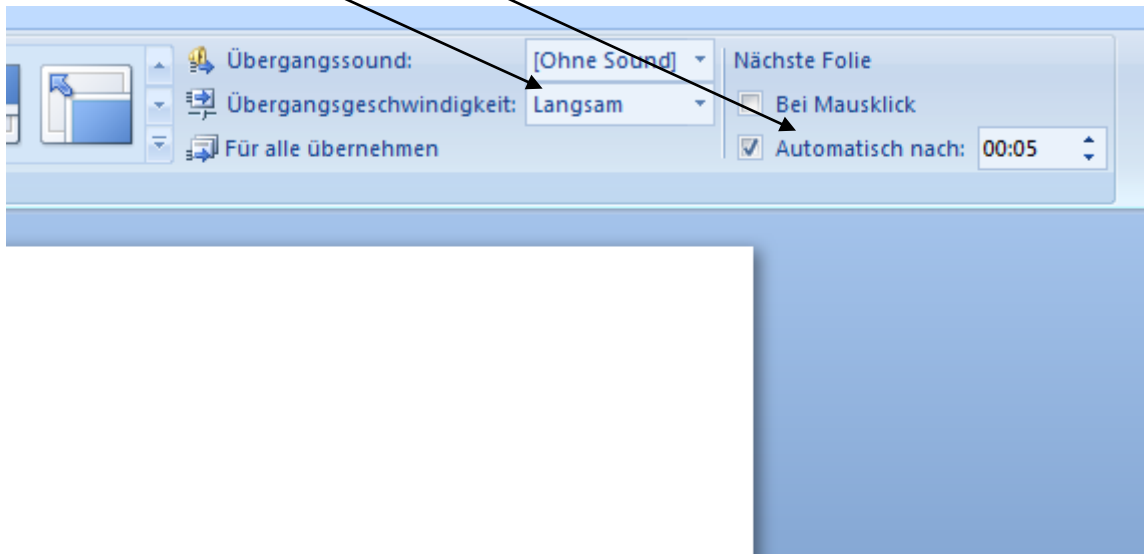 Übergangssound: [Ohne Sound] Nächste Folie
Übergangsgeschwindigkeit: Langsam Bei Mausklick
Für alle übernehmen Automatisch nach: 00:05